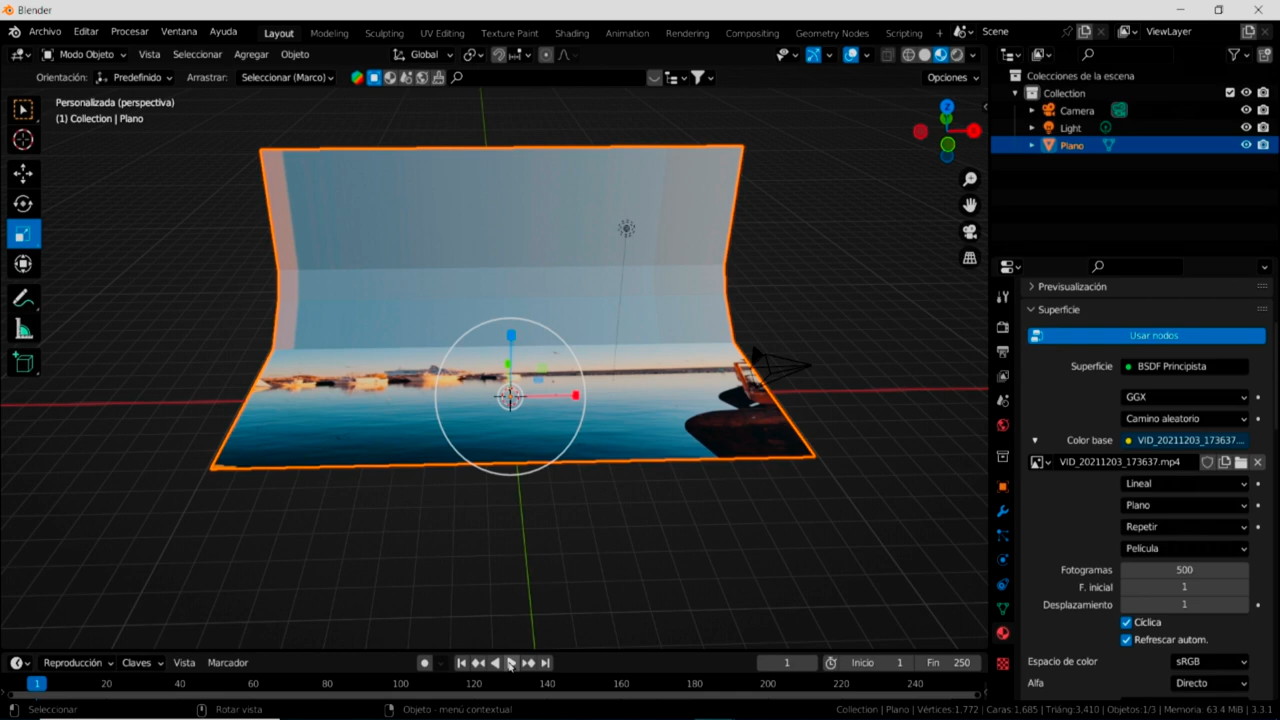 Blender
Archivo Editar Procesar Ventana Ayuda Layout Modeling Sculpting UV Editing Texture Paint Shading Animation Rendering Compositing Geometry Nodes Scripting + Scene ViewLayer
Modo Objeto Vista Seleccionar Agregar Objeto Global
Orientación: Predefinido Arrastrar: Seleccionar (Marco) Opciones
Personalizada (perspectiva)
(1) Collection | Plano
Z
Colecciones de la escena
Collection
Camera
Light
Plano
Previsualización
Superficie
Usar nodos
Superficie BSDF Principista
GGX
Camino aleatorio
Color base VID_20211203_173637...
VID_20211203_173637.mp4
Lineal
Plano
Repetir
Película
Fotogramas 500
F. inicial 1
Desplazamiento 1
Cíclica
Refrescar autom.
Espacio de color sRGB
Alfa Directo
Reproducción Claves Vista Marcador 1 Inicio 1 Fin 250
1 20 40 60 80 100 120 140 160 180 200 220 240
Seleccionar Rotar vista Objeto - menú contextual Collection | Plano | Vértices:1.772 | Caras:1,685 | Triáng:3.410 | Objetos:1/3 | Memoria: 63.4 MiB | 3.3.1